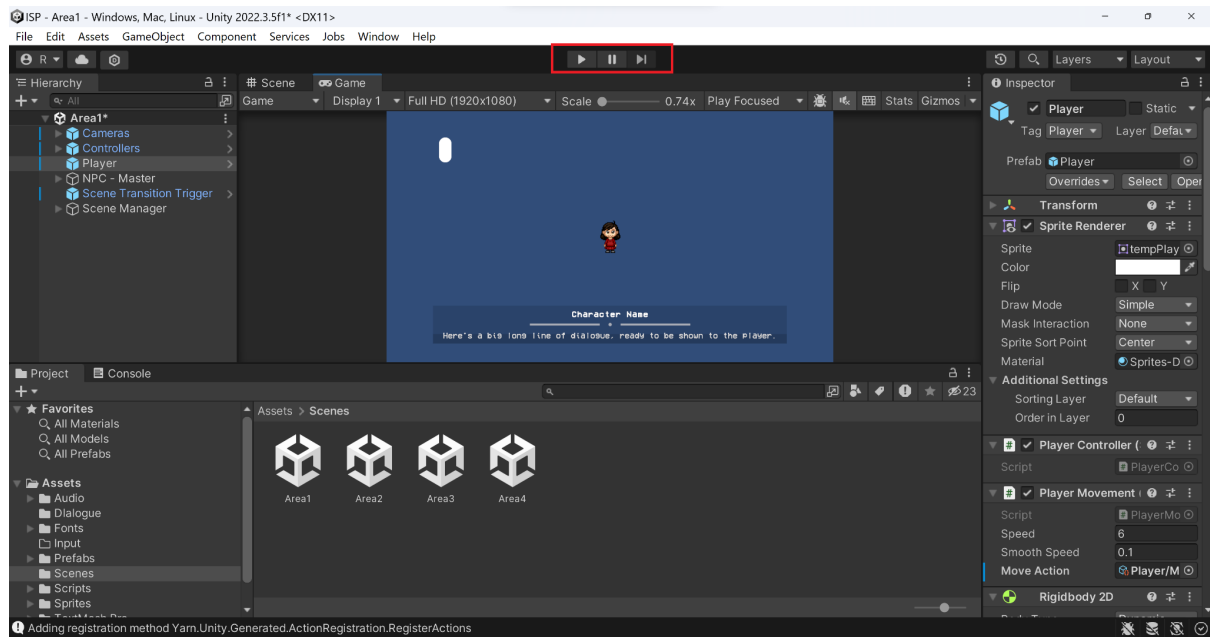 ISP - Area1 - Windows, Mac, Linux - Unity 2022.3.5f1* <DX11>
File Edit Assets GameObject Component Services Jobs Window Help
R Layers Layout
Hierarchy
All
Area1*
Cameras
Controllers
Player
NPC - Master
Scene Transition Trigger
Scene Manager
Scene Game
Game Display 1 Full HD (1920x1080) Scale 0.74x Play Focused Stats Gizmos
Character Name
Here's a big long line of dialogue, ready to be shown to the player.
Inspector
Player Static
Tag Player Layer
Prefab Player
Overrides Select
Transform
Sprite Renderer
Sprite tempPlay
Color
Flip X Y
Draw Mode Simple
Mask Interaction None
Sprite Sort Point Center
Material Sprites-D
Additional Settings
Sorting Layer Default
Order in Layer 0
Player Controller (
Script PlayerCo
Player Movement (
Script PlayerMo
Speed 6
Smooth Speed 0.1
Move Action Player/M
Rigidbody 2D
Project Console
23
Favorites
All Materials
All Models
All Prefabs
Assets
Audio
DIalogue
Fonts
Input
Prefabs
Scenes
Scripts
Sprites
Assets > Scenes
Area1 Area2 Area3 Area4
Adding registration method Yarn.Unity.Generated.ActionRegistration.RegisterActions